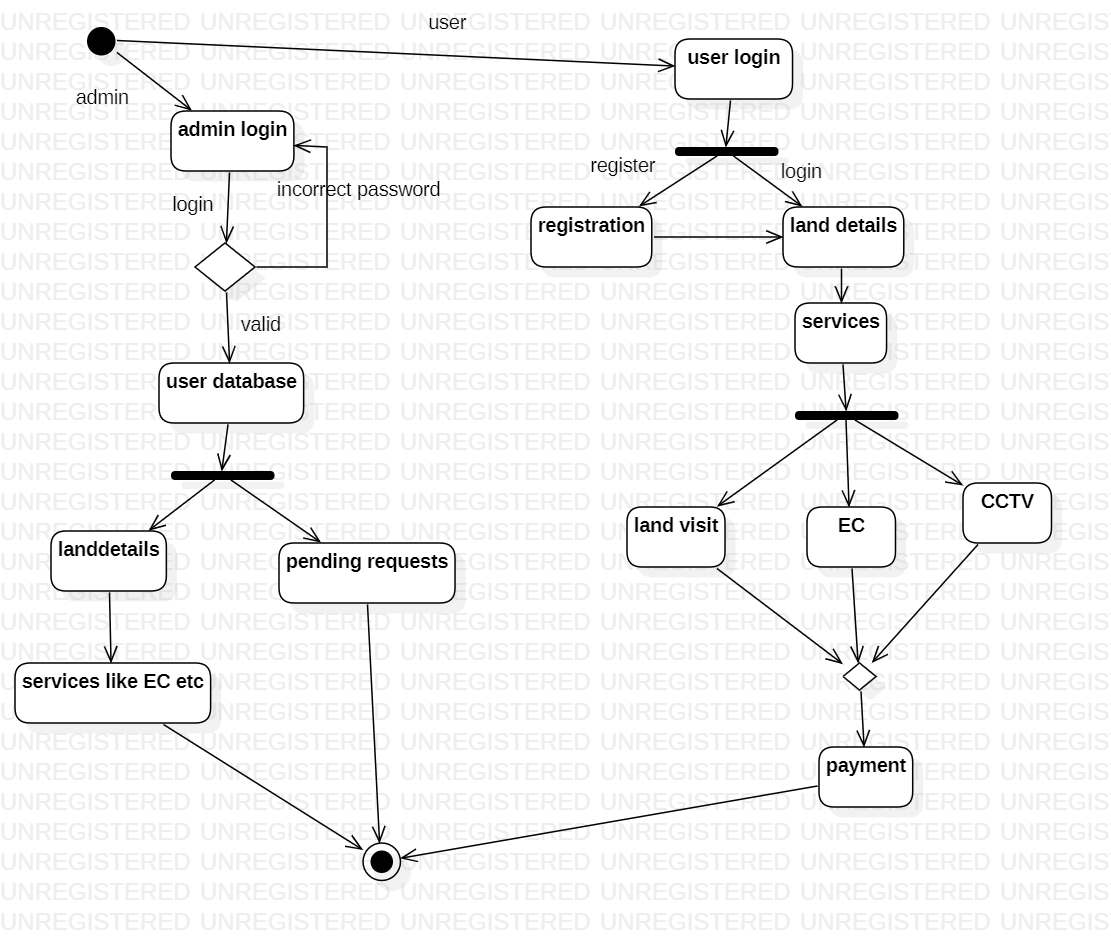 user
user login
admin
admin login
register
login
incorrect password
login
registration
land details
services
valid
user database
land visit
EC
CCTV
landdetails
pending requests
services like EC etc
payment
UNREGISTERED